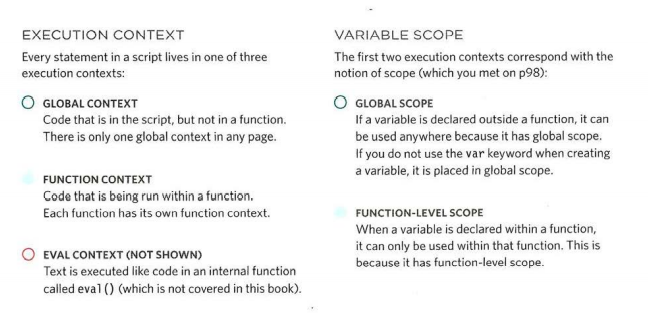 EXECUTION CONTEXT
Every statement in a script lives in one of three
execution contexts:
GLOBAL CONTEXT
Code that is in the script, but not in a function.
There is only one global context in any page.
FUNCTION CONTEXT
Code that is being run within a function.
Each function has its own function context.
EVAL CONTEXT (NOT SHOWN)
Text is executed like code in an internal function
called eval() (which is not covered in this book).
VARIABLE SCOPE
The first two execution contexts correspond with the
notion of scope (which you met on p98):
GLOBAL SCOPE
If a variable is declared outside a function, it can
be used anywhere because it has global scope.
If you do not use the var keyword when creating
a variable, it is placed in global scope.
FUNCTION-LEVEL SCOPE
When a variable is declared within a function,
it can only be used within that function. This is
because it has function-level scope.